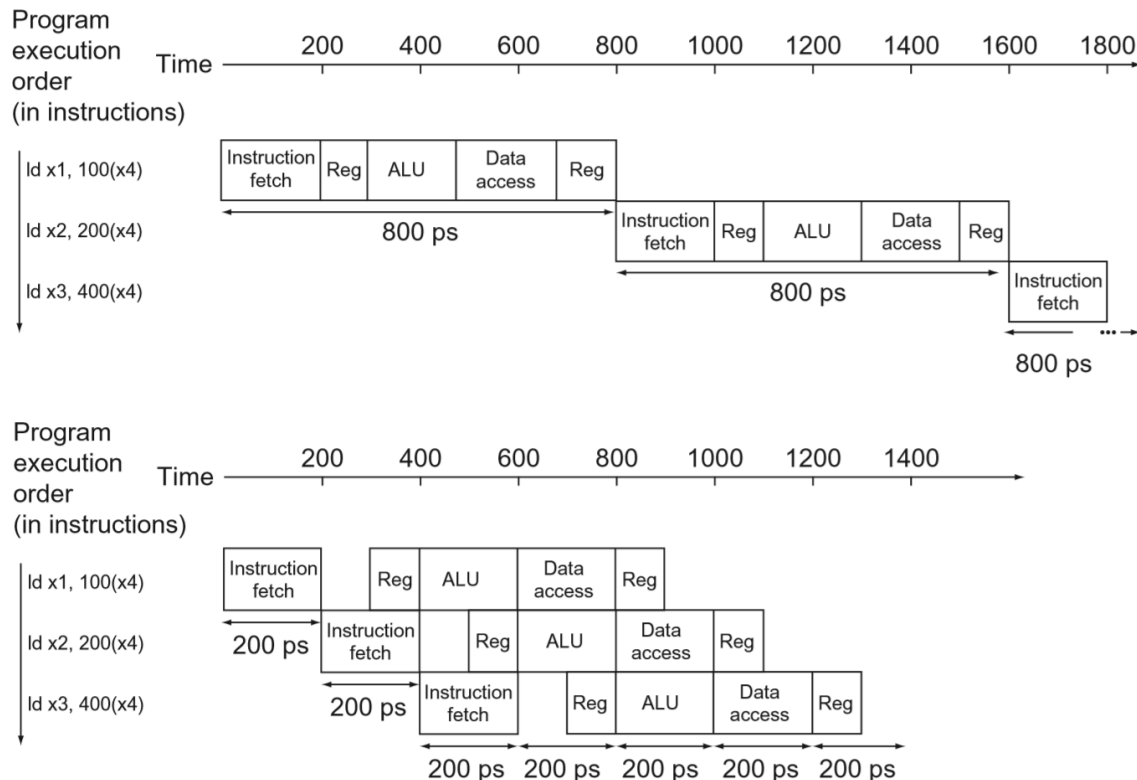 Program
execution
order
(in instructions)
Time
200 400 600 800 1000 1200 1400 1600 1800
ld x1, 100(x4)
Instruction
fetch
Reg
ALU
Data
access
Reg
800 ps
ld x2, 200(x4)
Instruction
fetch
Reg
ALU
Data
access
Reg
800 ps
ld x3, 400(x4)
Instruction
fetch
...
800 ps
Program
execution
order
(in instructions)
Time
200 400 600 800 1000 1200 1400
ld x1, 100(x4)
Instruction
fetch
Reg
ALU
Data
access
Reg
200 ps
ld x2, 200(x4)
Instruction
fetch
Reg
ALU
Data
access
Reg
200 ps
ld x3, 400(x4)
Instruction
fetch
Reg
ALU
Data
access
Reg
200 ps 200 ps 200 ps 200 ps 200 ps